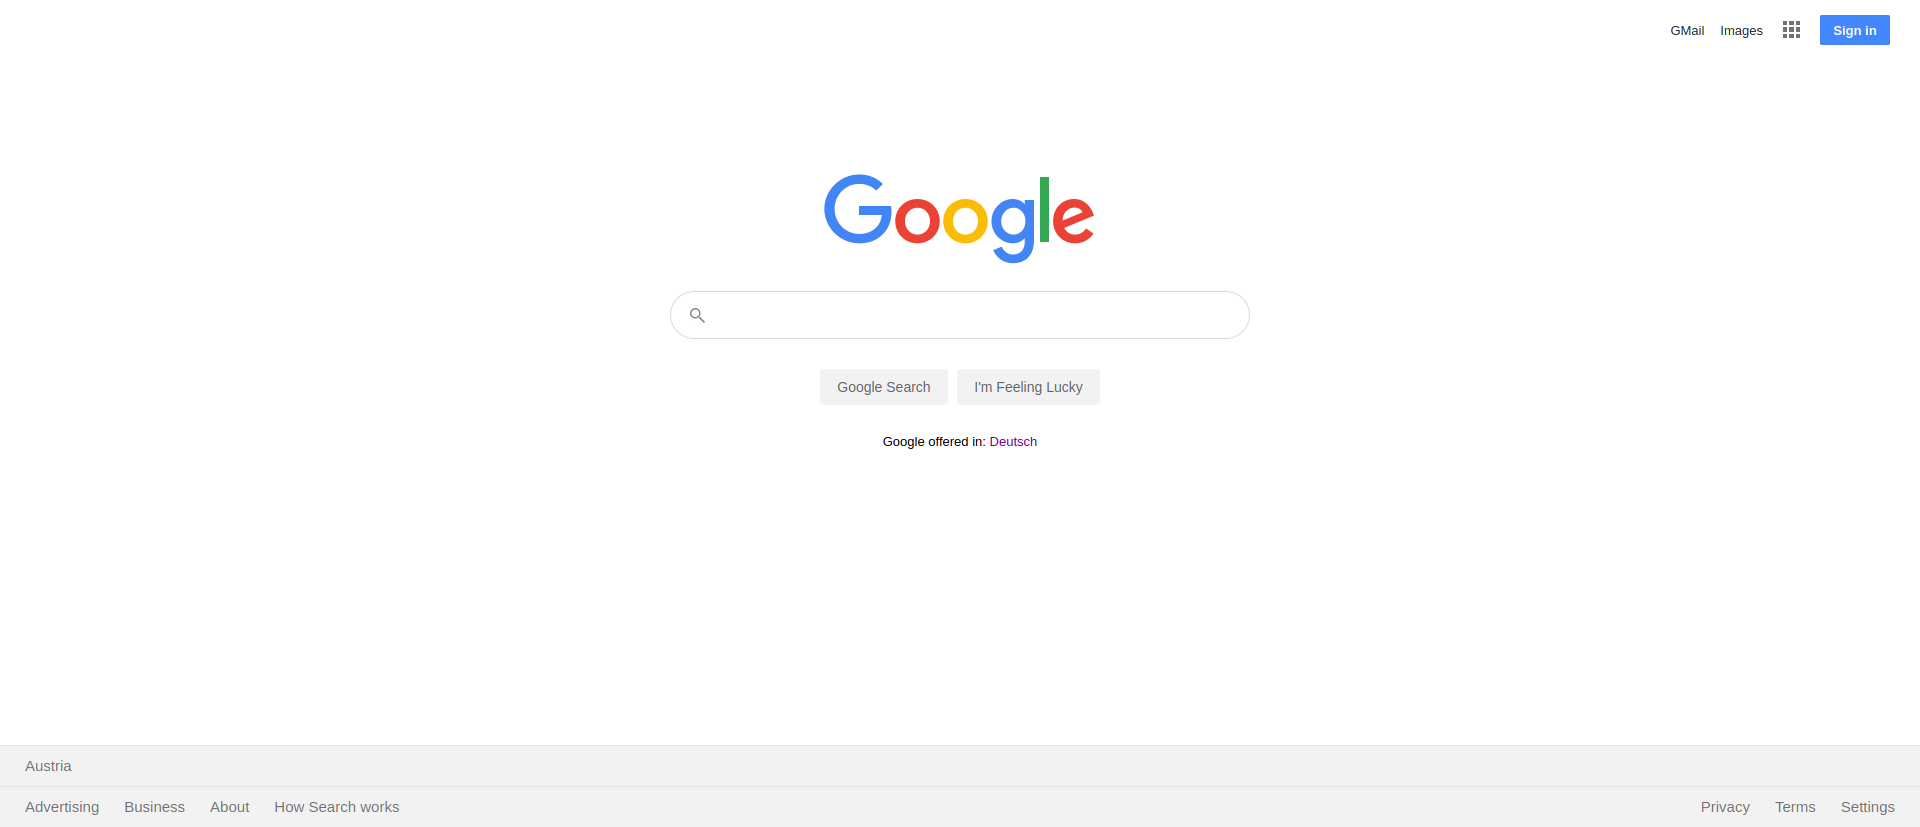 GMail Images Sign in
Google
Google Search I'm Feeling Lucky
Google offered in: Deutsch
Austria
Advertising Business About How Search works Privacy Terms Settings